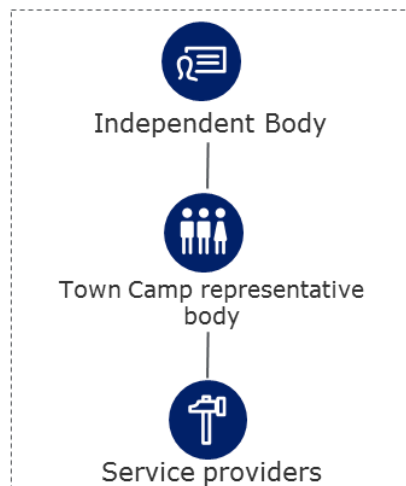 Independent Body
Town Camp representative
body
Service providers